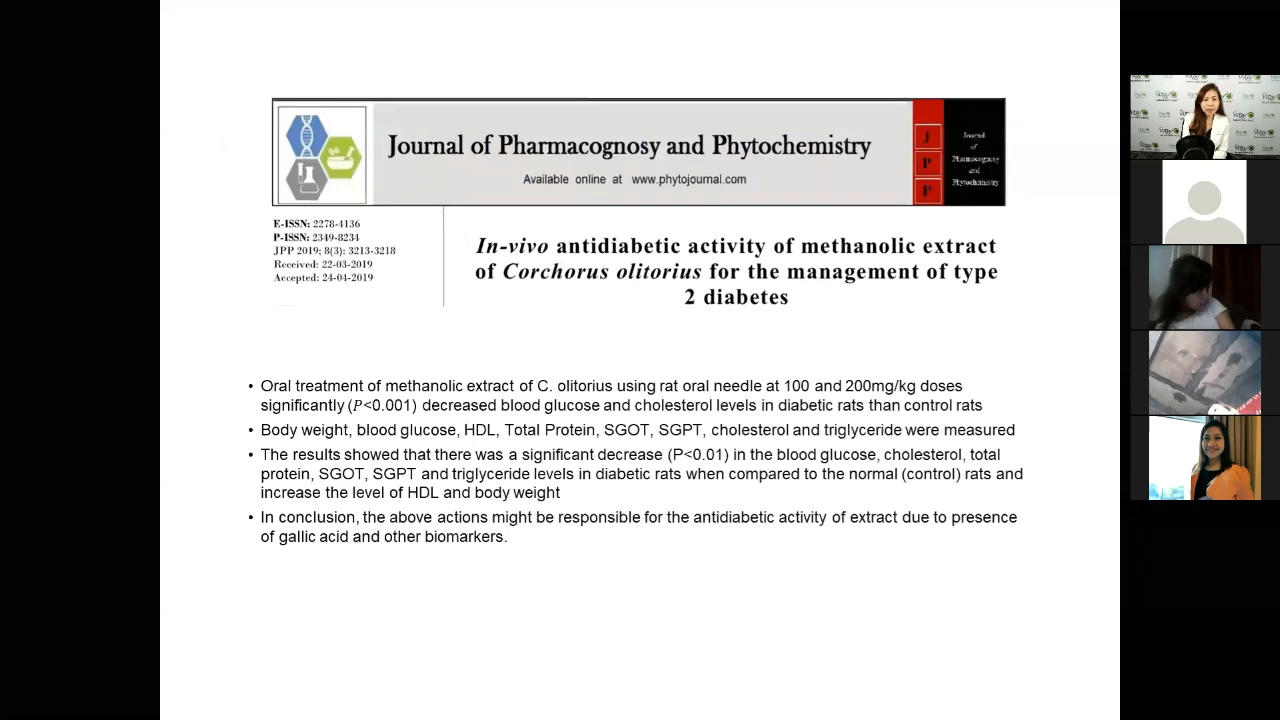 Journal of Pharmacognosy and Phytochemistry
Available online at www.phytojournal.com
J
P
P
Journal
of
Pharmacognosy
and
Phytochemistry
E-ISSN: 2278-4136
P-ISSN: 2349-8234
JPP 2019; 8(3): 3213-3218
Received: 22-03-2019
Accepted: 24-04-2019
In-vivo antidiabetic activity of methanolic extract
of Corchorus olitorius for the management of type
2 diabetes
• Oral treatment of methanolic extract of C. olitorius using rat oral needle at 100 and 200mg/kg doses
significantly (P<0.001) decreased blood glucose and cholesterol levels in diabetic rats than control rats
• Body weight, blood glucose, HDL, Total Protein, SGOT, SGPT, cholesterol and triglyceride were measured
• The results showed that there was a significant decrease (P<0.01) in the blood glucose, cholesterol, total
protein, SGOT, SGPT and triglyceride levels in diabetic rats when compared to the normal (control) rats and
increase the level of HDL and body weight
• In conclusion, the above actions might be responsible for the antidiabetic activity of extract due to presence
of gallic acid and other biomarkers.